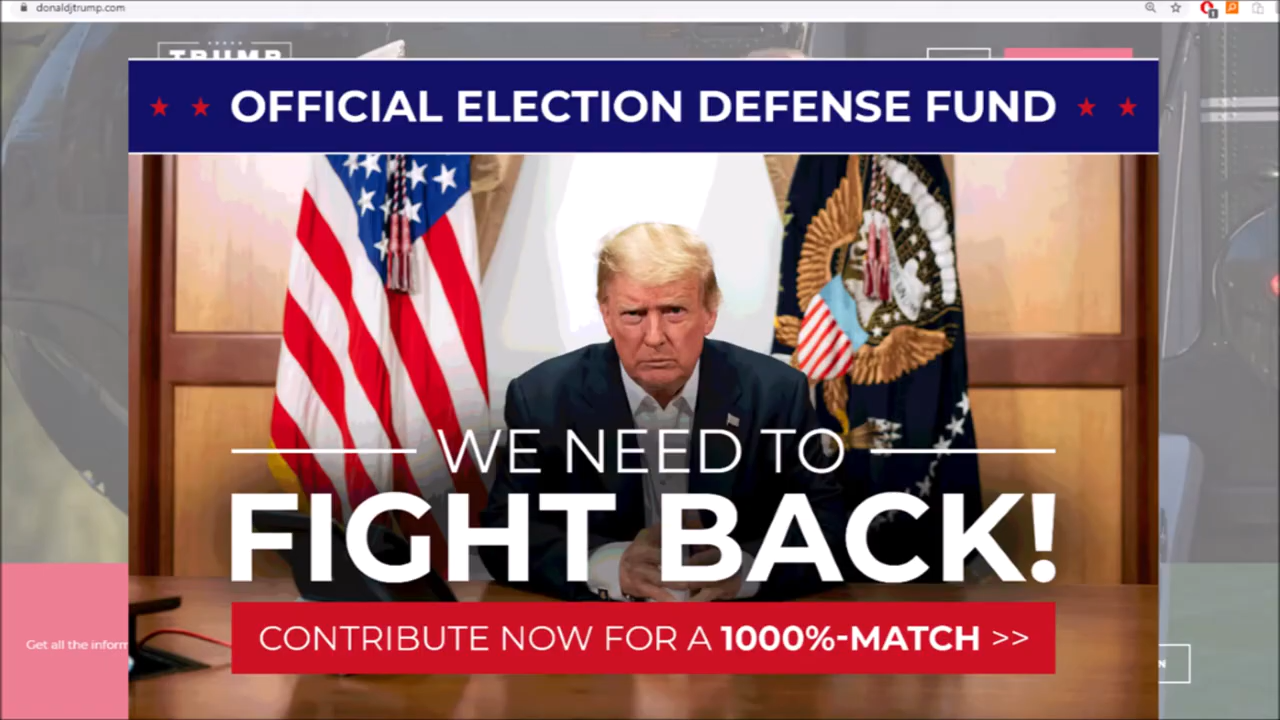 donaldjtrump.com
TRUMP
OFFICIAL ELECTION DEFENSE FUND
WE NEED TO
FIGHT BACK!
CONTRIBUTE NOW FOR A 1000%-MATCH >>
Get all the inform
N